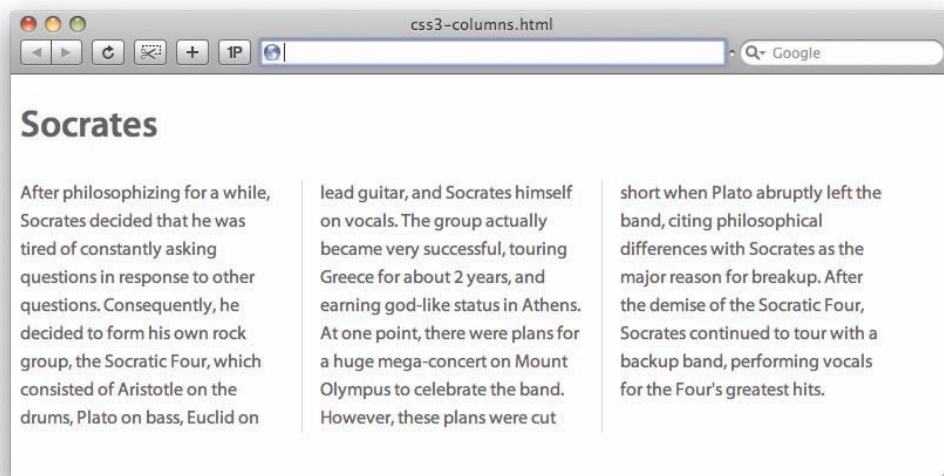 css3-columns.html
1P
Google
Socrates
After philosophizing for a while,
Socrates decided that he was
tired of constantly asking
questions in response to other
questions. Consequently, he
decided to form his own rock
group, the Socratic Four, which
consisted of Aristotle on the
drums, Plato on bass, Euclid on
lead guitar, and Socrates himself
on vocals. The group actually
became very successful, touring
Greece for about 2 years, and
earning god-like status in Athens.
At one point, there were plans for
a huge mega-concert on Mount
Olympus to celebrate the band.
However, these plans were cut
short when Plato abruptly left the
band, citing philosophical
differences with Socrates as the
major reason for breakup. After
the demise of the Socratic Four,
Socrates continued to tour with a
backup band, performing vocals
for the Four's greatest hits.